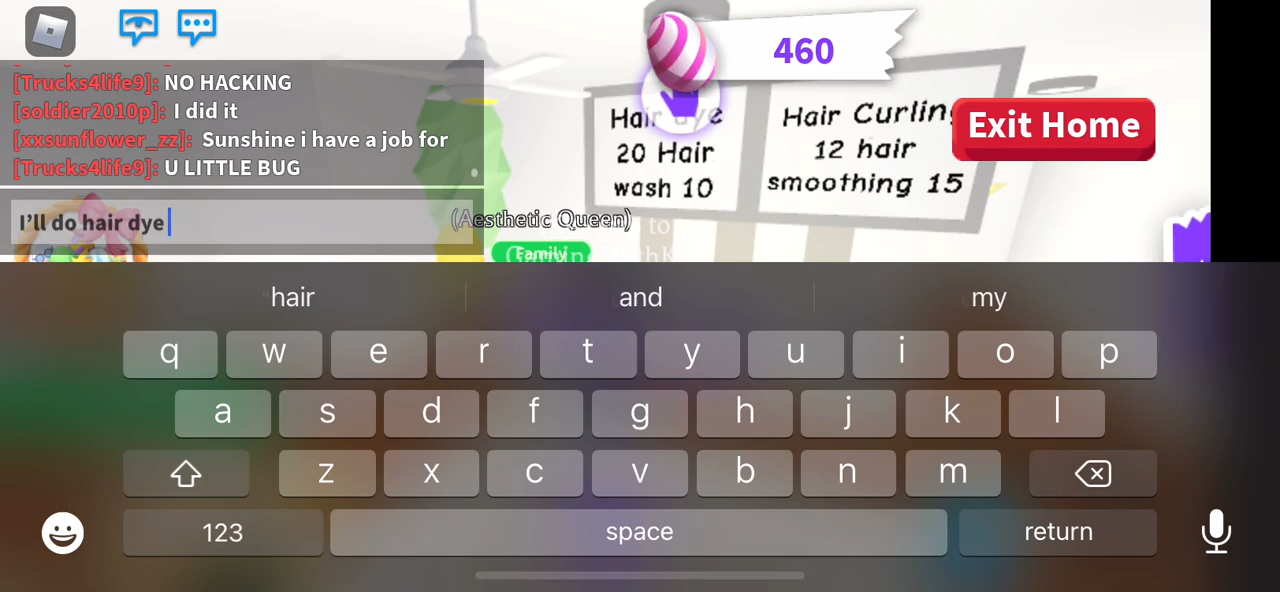 460
[Trucks4life9]: NO HACKING
[soldier2010p]: I did it
[xxsunflower_zz]: Sunshine i have a job for
[Trucks4life9]: U LITTLE BUG
I'll do hair dye
(Aesthetic Queen)
to
Family
Hair Dye
20 Hair
wash 10
Hair Curling
12 hair
smoothing 15
Exit Home
hair and my
q w e r t y u i o p
a s d f g h j k l
z x c v b n m
123 space return